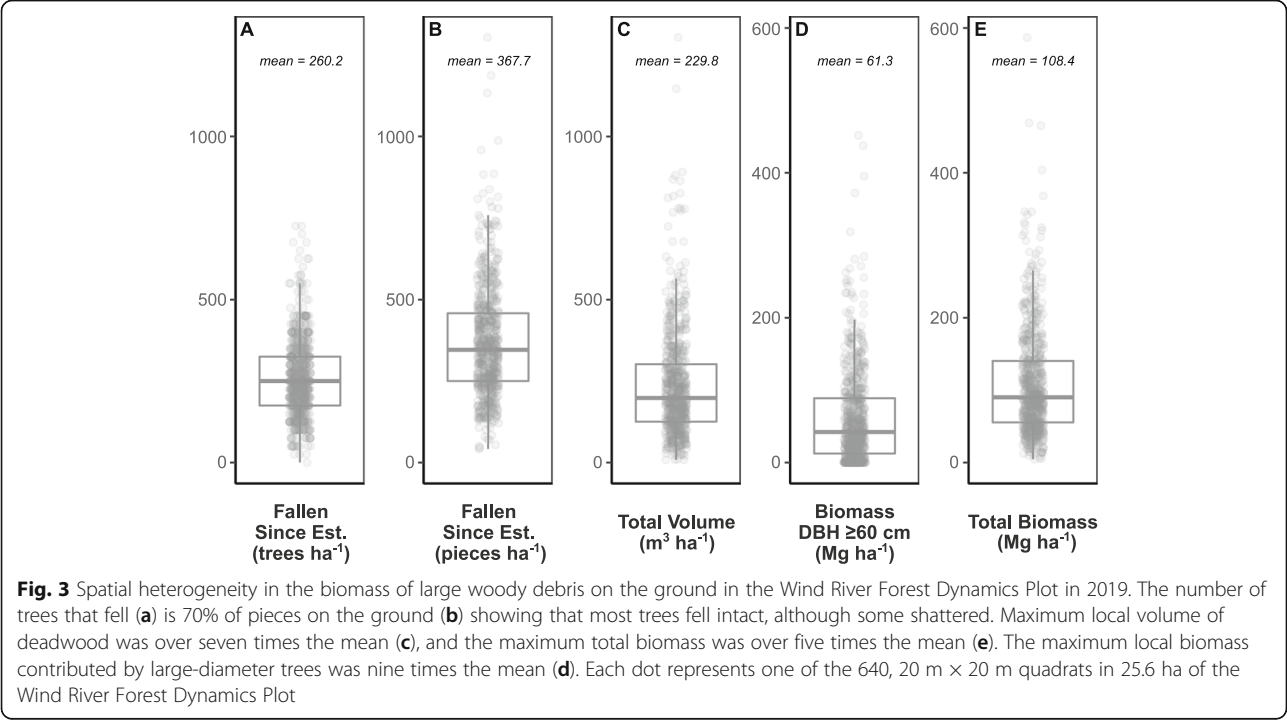 A B C D E
mean = 260.2 mean = 367.7 mean = 229.8 mean = 61.3 mean = 108.4
1000 1000 1000 600 600
500 500 500 400 400
0 0 0 200 200
0 0
Fallen
Since Est.
(trees ha⁻¹)
Fallen
Since Est.
(pieces ha⁻¹)
Total Volume
(m³ ha⁻¹)
Biomass
DBH ≥60 cm
(Mg ha⁻¹)
Total Biomass
(Mg ha⁻¹)
Fig. 3 Spatial heterogeneity in the biomass of large woody debris on the ground in the Wind River Forest Dynamics Plot in 2019. The number of
trees that fell (a) is 70% of pieces on the ground (b) showing that most trees fell intact, although some shattered. Maximum local volume of
deadwood was over seven times the mean (c), and the maximum total biomass was over five times the mean (e). The maximum local biomass
contributed by large-diameter trees was nine times the mean (d). Each dot represents one of the 640, 20 m × 20 m quadrats in 25.6 ha of the
Wind River Forest Dynamics Plot